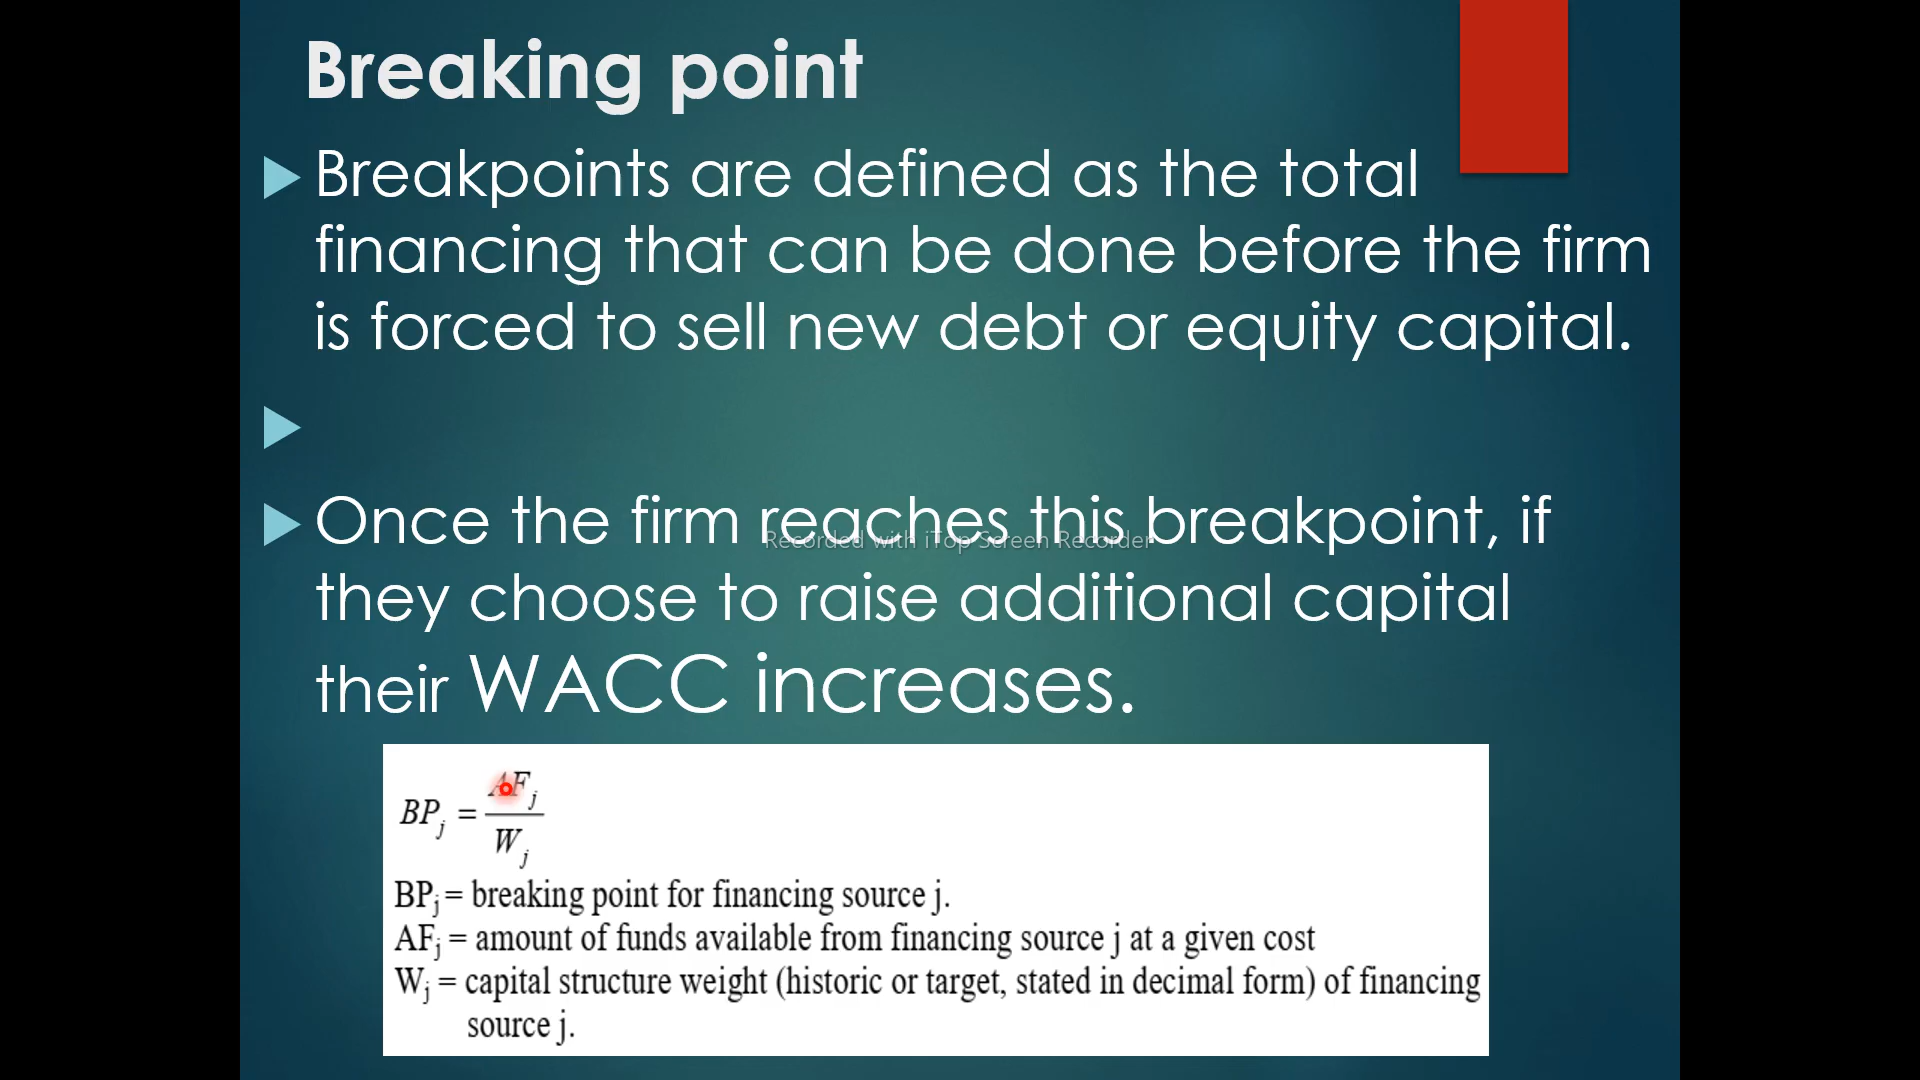 Breaking point
Breakpoints are defined as the total
financing that can be done before the firm
is forced to sell new debt or equity capital.
Once the firm reaches this breakpoint, if
Recorded with iTop Screen Recorder
they choose to raise additional capital
their WACC increases.
BPj = AFj / Wj
BPj = breaking point for financing source j.
AFj = amount of funds available from financing source j at a given cost
Wj = capital structure weight (historic or target, stated in decimal form) of financing
source j.